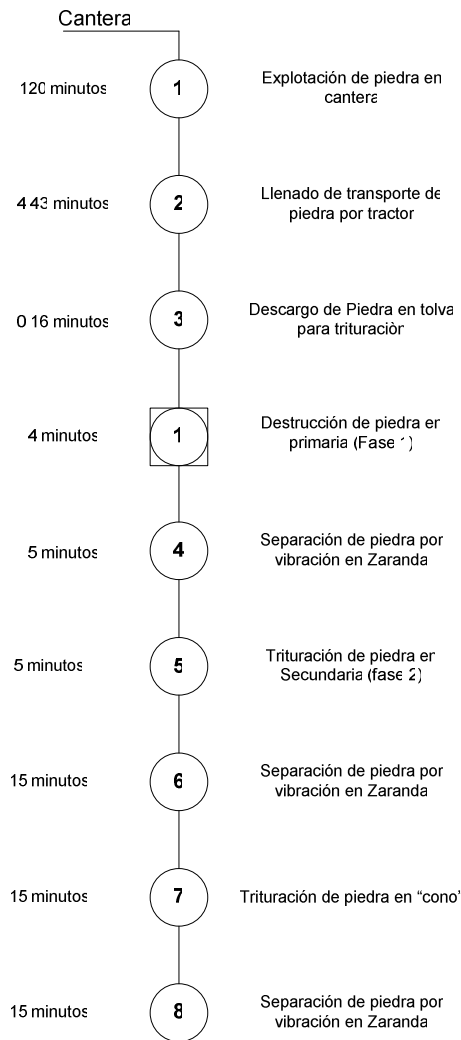 Cantera
120 minutos
1
Explotación de piedra en
cantera
4 43 minutos
2
Llenado de transporte de
piedra por tractor
0 16 minutos
3
Descargo de Piedra en tolva
para trituraciòn
4 minutos
1
Destrucción de piedra en
primaria (Fase 1)
5 minutos
4
Separación de piedra por
vibración en Zaranda
5 minutos
5
Trituración de piedra en
Secundaria (fase 2)
15 minutos
6
Separación de piedra por
vibración en Zaranda
15 minutos
7
Trituración de piedra en “cono”
15 minutos
8
Separación de piedra por
vibración en Zaranda